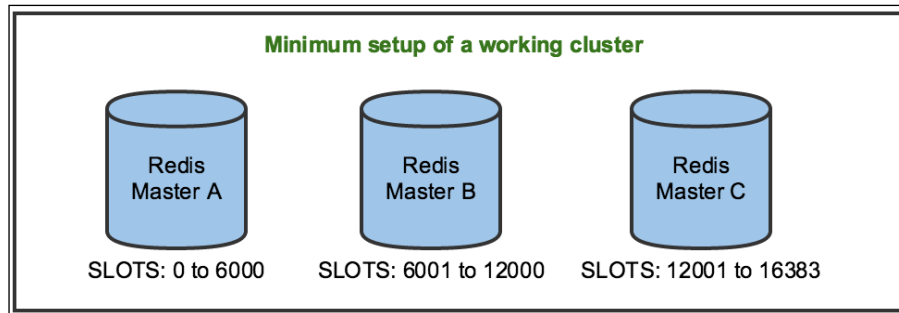 Minimum setup of a working cluster
Redis
Master A
Redis
Master B
Redis
Master C
SLOTS: 0 to 6000
SLOTS: 6001 to 12000
SLOTS: 12001 to 16383